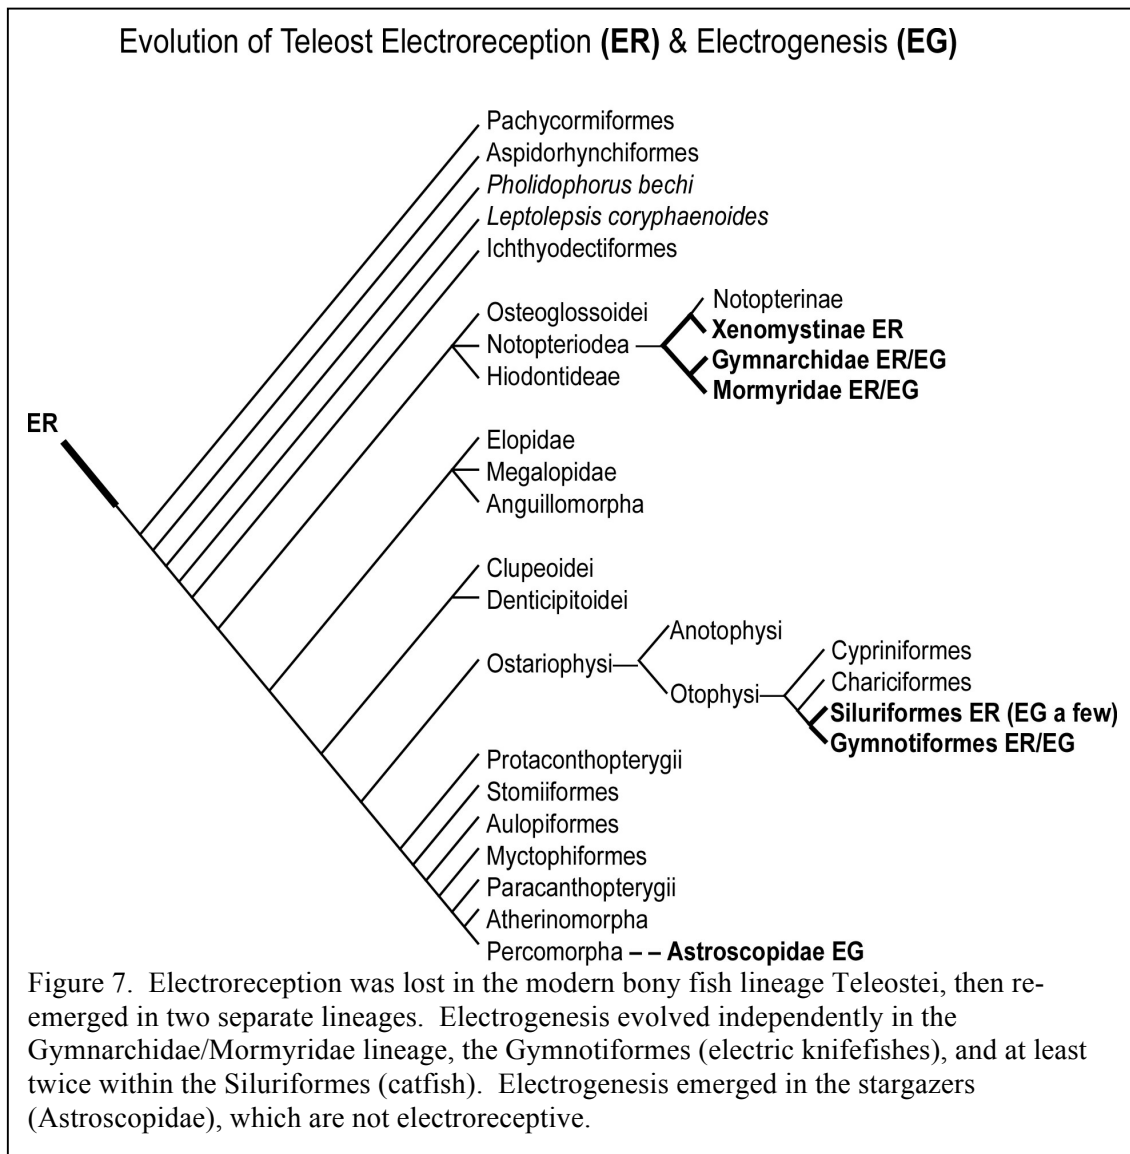 Evolution of Teleost Electroreception (ER) & Electrogenesis (EG)
Pachycormiformes
Aspidorhynchiformes
Pholidophorus bechi
Leptolepsis coryphaenoides
Ichthyodectiformes
Osteoglossoidei
Notopteriodea
Hiodontideae
Notopterinae
Xenomystinae ER
Gymnarchidae ER/EG
Mormyridae ER/EG
ER
Elopidae
Megalopidae
Anguillomorpha
Clupeoidei
Denticipitoidei
Ostariophysi
Anotophysi
Otophysi
Cypriniformes
Chariciformes
Siluriformes ER (EG a few)
Gymnotiformes ER/EG
Protaconthopterygii
Stomiiformes
Aulopiformes
Myctophiformes
Paracanthopterygii
Atherinomorpha
Percomorpha – – Astroscopidae EG
Figure 7.  Electroreception was lost in the modern bony fish lineage Teleostei, then re-
emerged in two separate lineages.  Electrogenesis evolved independently in the
Gymnarchidae/Mormyridae lineage, the Gymnotiformes (electric knifefishes), and at least
twice within the Siluriformes (catfish).  Electrogenesis emerged in the stargazers
(Astroscopidae), which are not electroreceptive.